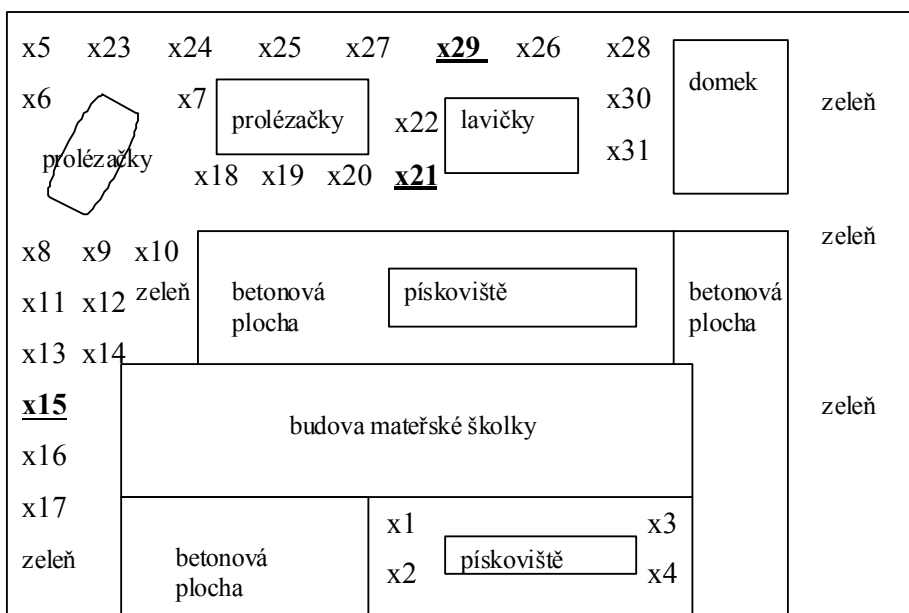 x5 x23 x24 x25 x27 x29 x26 x28
domek
x6 x7 prolézačky x22 lavičky x30 zeleň
prolézačky x31
x18 x19 x20 x21
x8 x9 x10 zeleň
x11 x12 zeleň betonová pískoviště betonová
plocha plocha
x13 x14
x15 budova mateřské školky zeleň
x16
x17
x1 x3
zeleň betonová x2 pískoviště x4
plocha